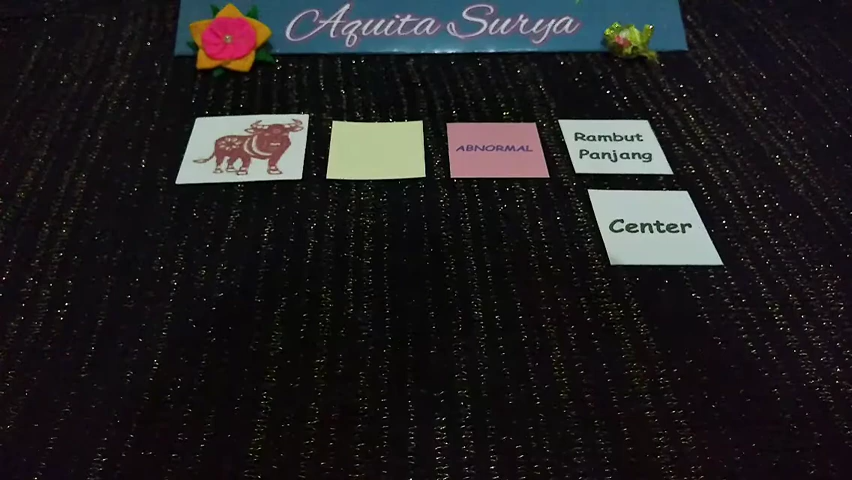 Aquita Surya
ABNORMAL
Rambut
Panjang
Center